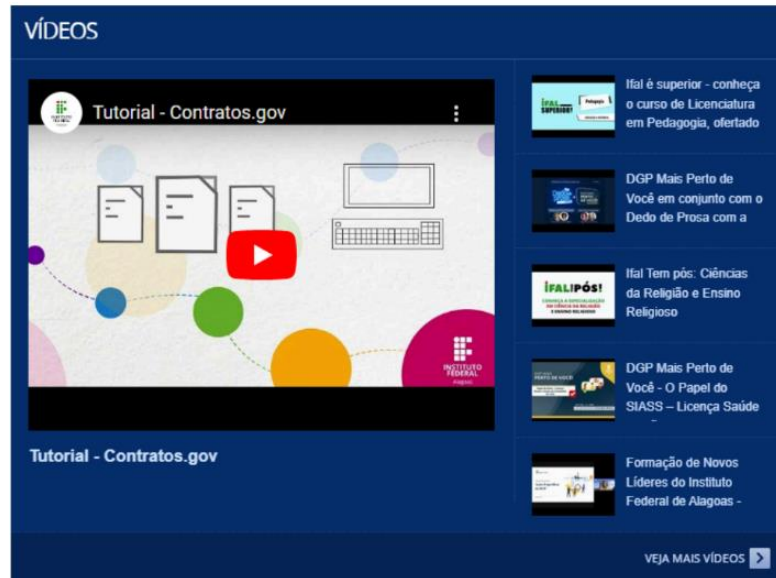 VÍDEOS
Tutorial - Contratos.gov
INSTITUTO
FEDERAL
Alagoas
Tutorial - Contratos.gov
Ifal é superior - conheça
o curso de Licenciatura
em Pedagogia, ofertado
DGP Mais Perto de
Você em conjunto com o
Dedo de Prosa com a
IFAL!PÓS!
Ifal Tem pós: Ciências
da Religião e Ensino
Religioso
DGP Mais Perto de
Você - O Papel do
SIASS – Licença Saúde
Formação de Novos
Líderes do Instituto
Federal de Alagoas -
VEJA MAIS VÍDEOS